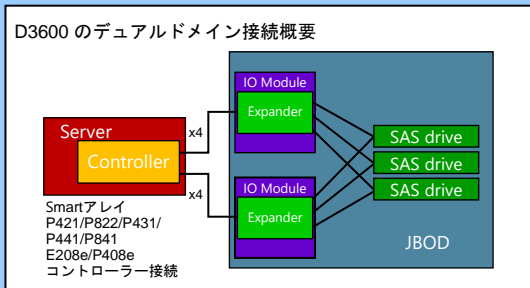 D3600 のデュアルドメイン接続概要
IO Module
Expander
Server
Controller
x4
x4
SAS drive
SAS drive
SAS drive
IO Module
Expander
JBOD
Smartアレイ
P421/P822/P431/
P441/P841
E208e/P408e
コントローラー接続